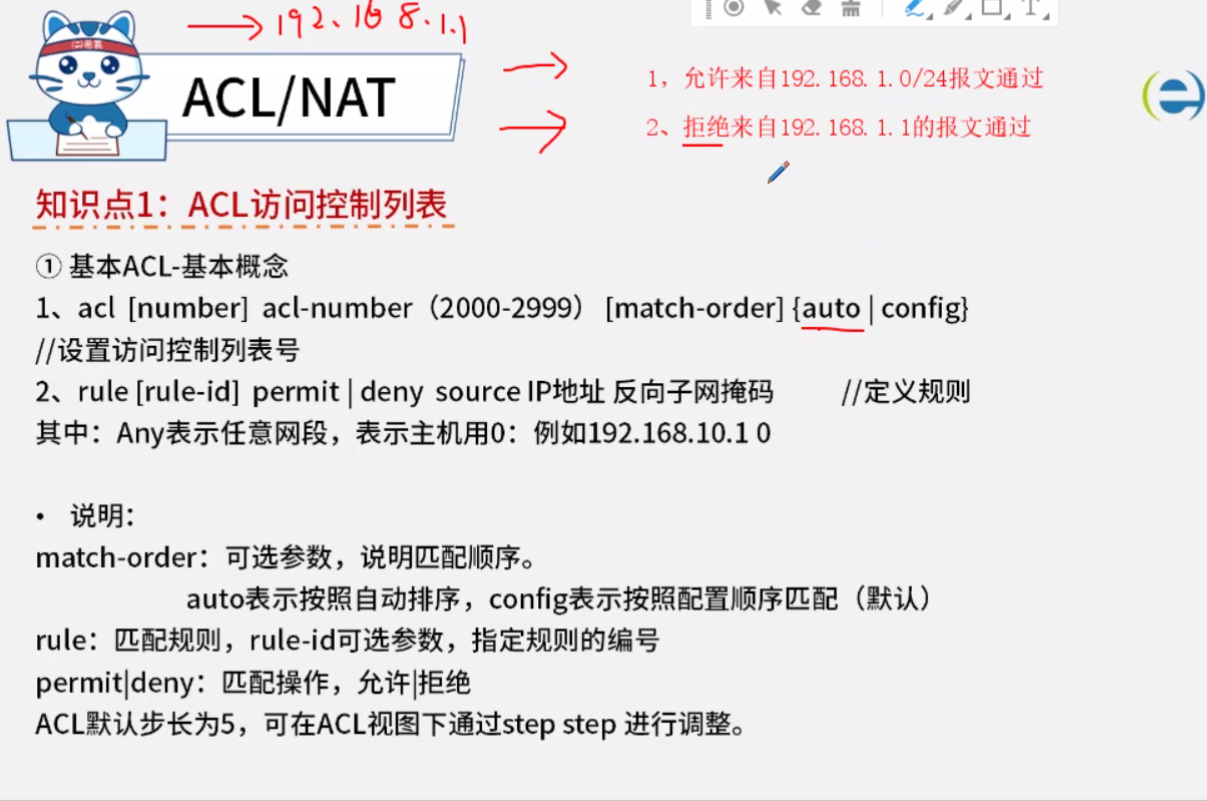 192.168.1.1
ACL/NAT
1，允许来自192.168.1.0/24报文通过
2、拒绝来自192.168.1.1的报文通过
知识点1：ACL访问控制列表
① 基本ACL-基本概念
1、acl [number] acl-number（2000-2999） [match-order] {auto | config}
//设置访问控制列表号
2、rule [rule-id] permit | deny source IP地址 反向子网掩码 //定义规则
其中：Any表示任意网段，表示主机用0：例如192.168.10.1 0
• 说明：
match-order：可选参数，说明匹配顺序。
auto表示按照自动排序，config表示按照配置顺序匹配（默认）
rule：匹配规则，rule-id可选参数，指定规则的编号
permit|deny：匹配操作，允许|拒绝
ACL默认步长为5，可在ACL视图下通过step step 进行调整。